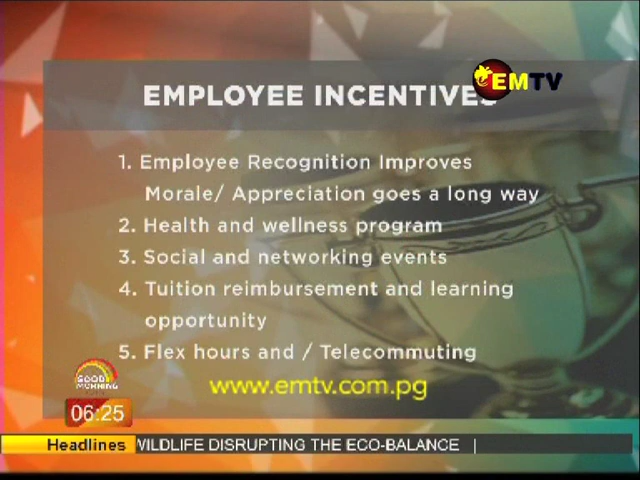 EMTV
EMPLOYEE INCENTIVES
1. Employee Recognition Improves
Morale/ Appreciation goes a long way
2. Health and wellness program
3. Social and networking events
4. Tuition reimbursement and learning
opportunity
5. Flex hours and / Telecommuting
www.emtv.com.pg
GOOD
MORNING
06:25
Headlines WILDLIFE DISRUPTING THE ECO-BALANCE |